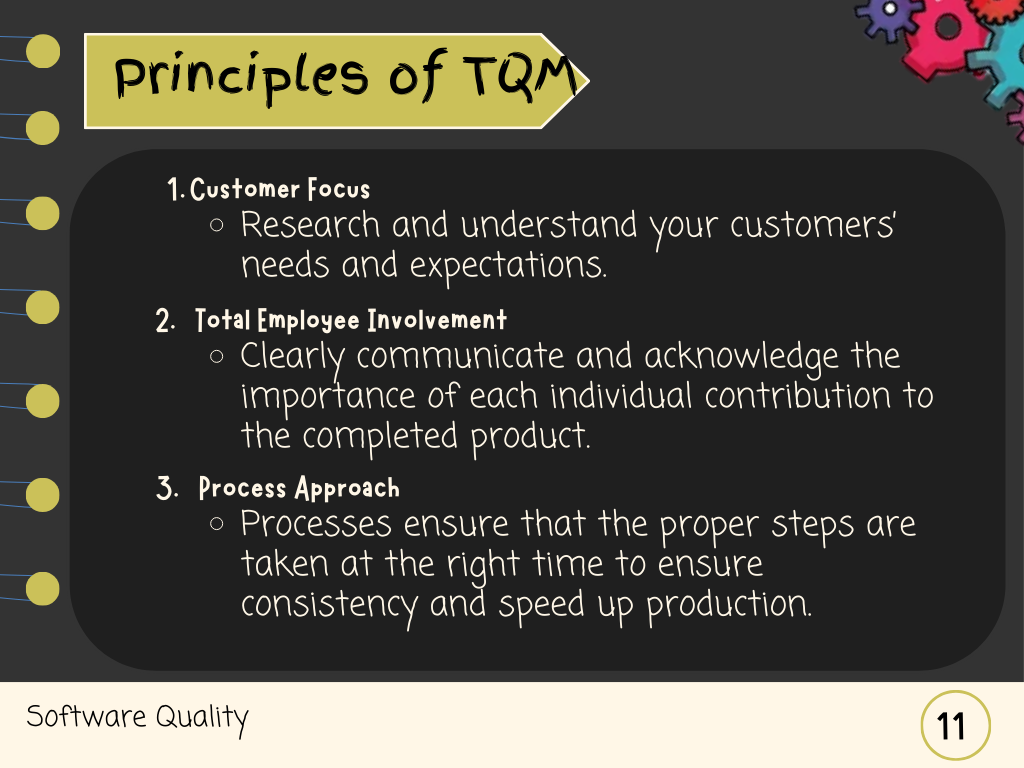 Principles of TQM
1. Customer Focus
○ Research and understand your customers'
needs and expectations.
2. Total Employee Involvement
○ Clearly communicate and acknowledge the
importance of each individual contribution to
the completed product.
3. Process Approach
○ Processes ensure that the proper steps are
taken at the right time to ensure
consistency and speed up production.
Software Quality
11